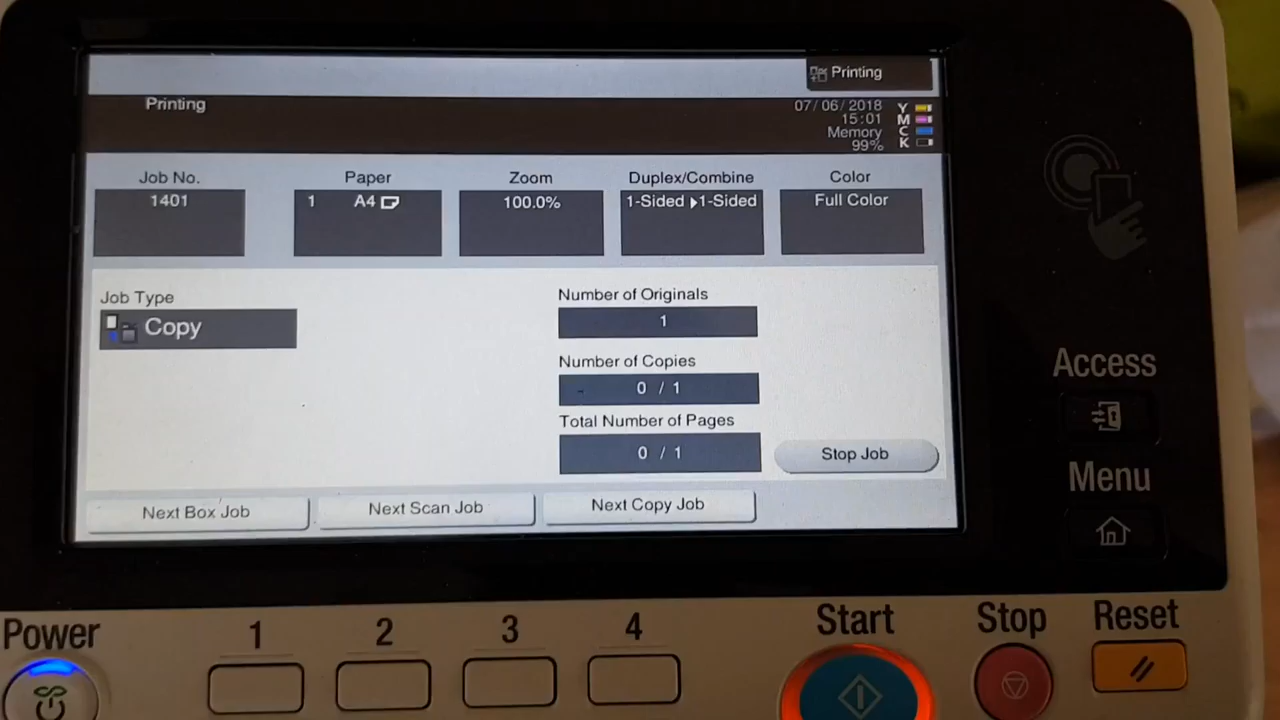 Printing
Printing
07/06/2018
15:01
Memory
99%
Y
M
C
K
Job No.
Paper
Zoom
Duplex/Combine
Color
1401
1 A4
100.0%
1-Sided ▶1-Sided
Full Color
Job Type
Copy
Number of Originals
1
Number of Copies
0 / 1
Total Number of Pages
0 / 1
Stop Job
Next Box Job
Next Scan Job
Next Copy Job
Access
Menu
Power
1
2
3
4
Start
Stop
Reset